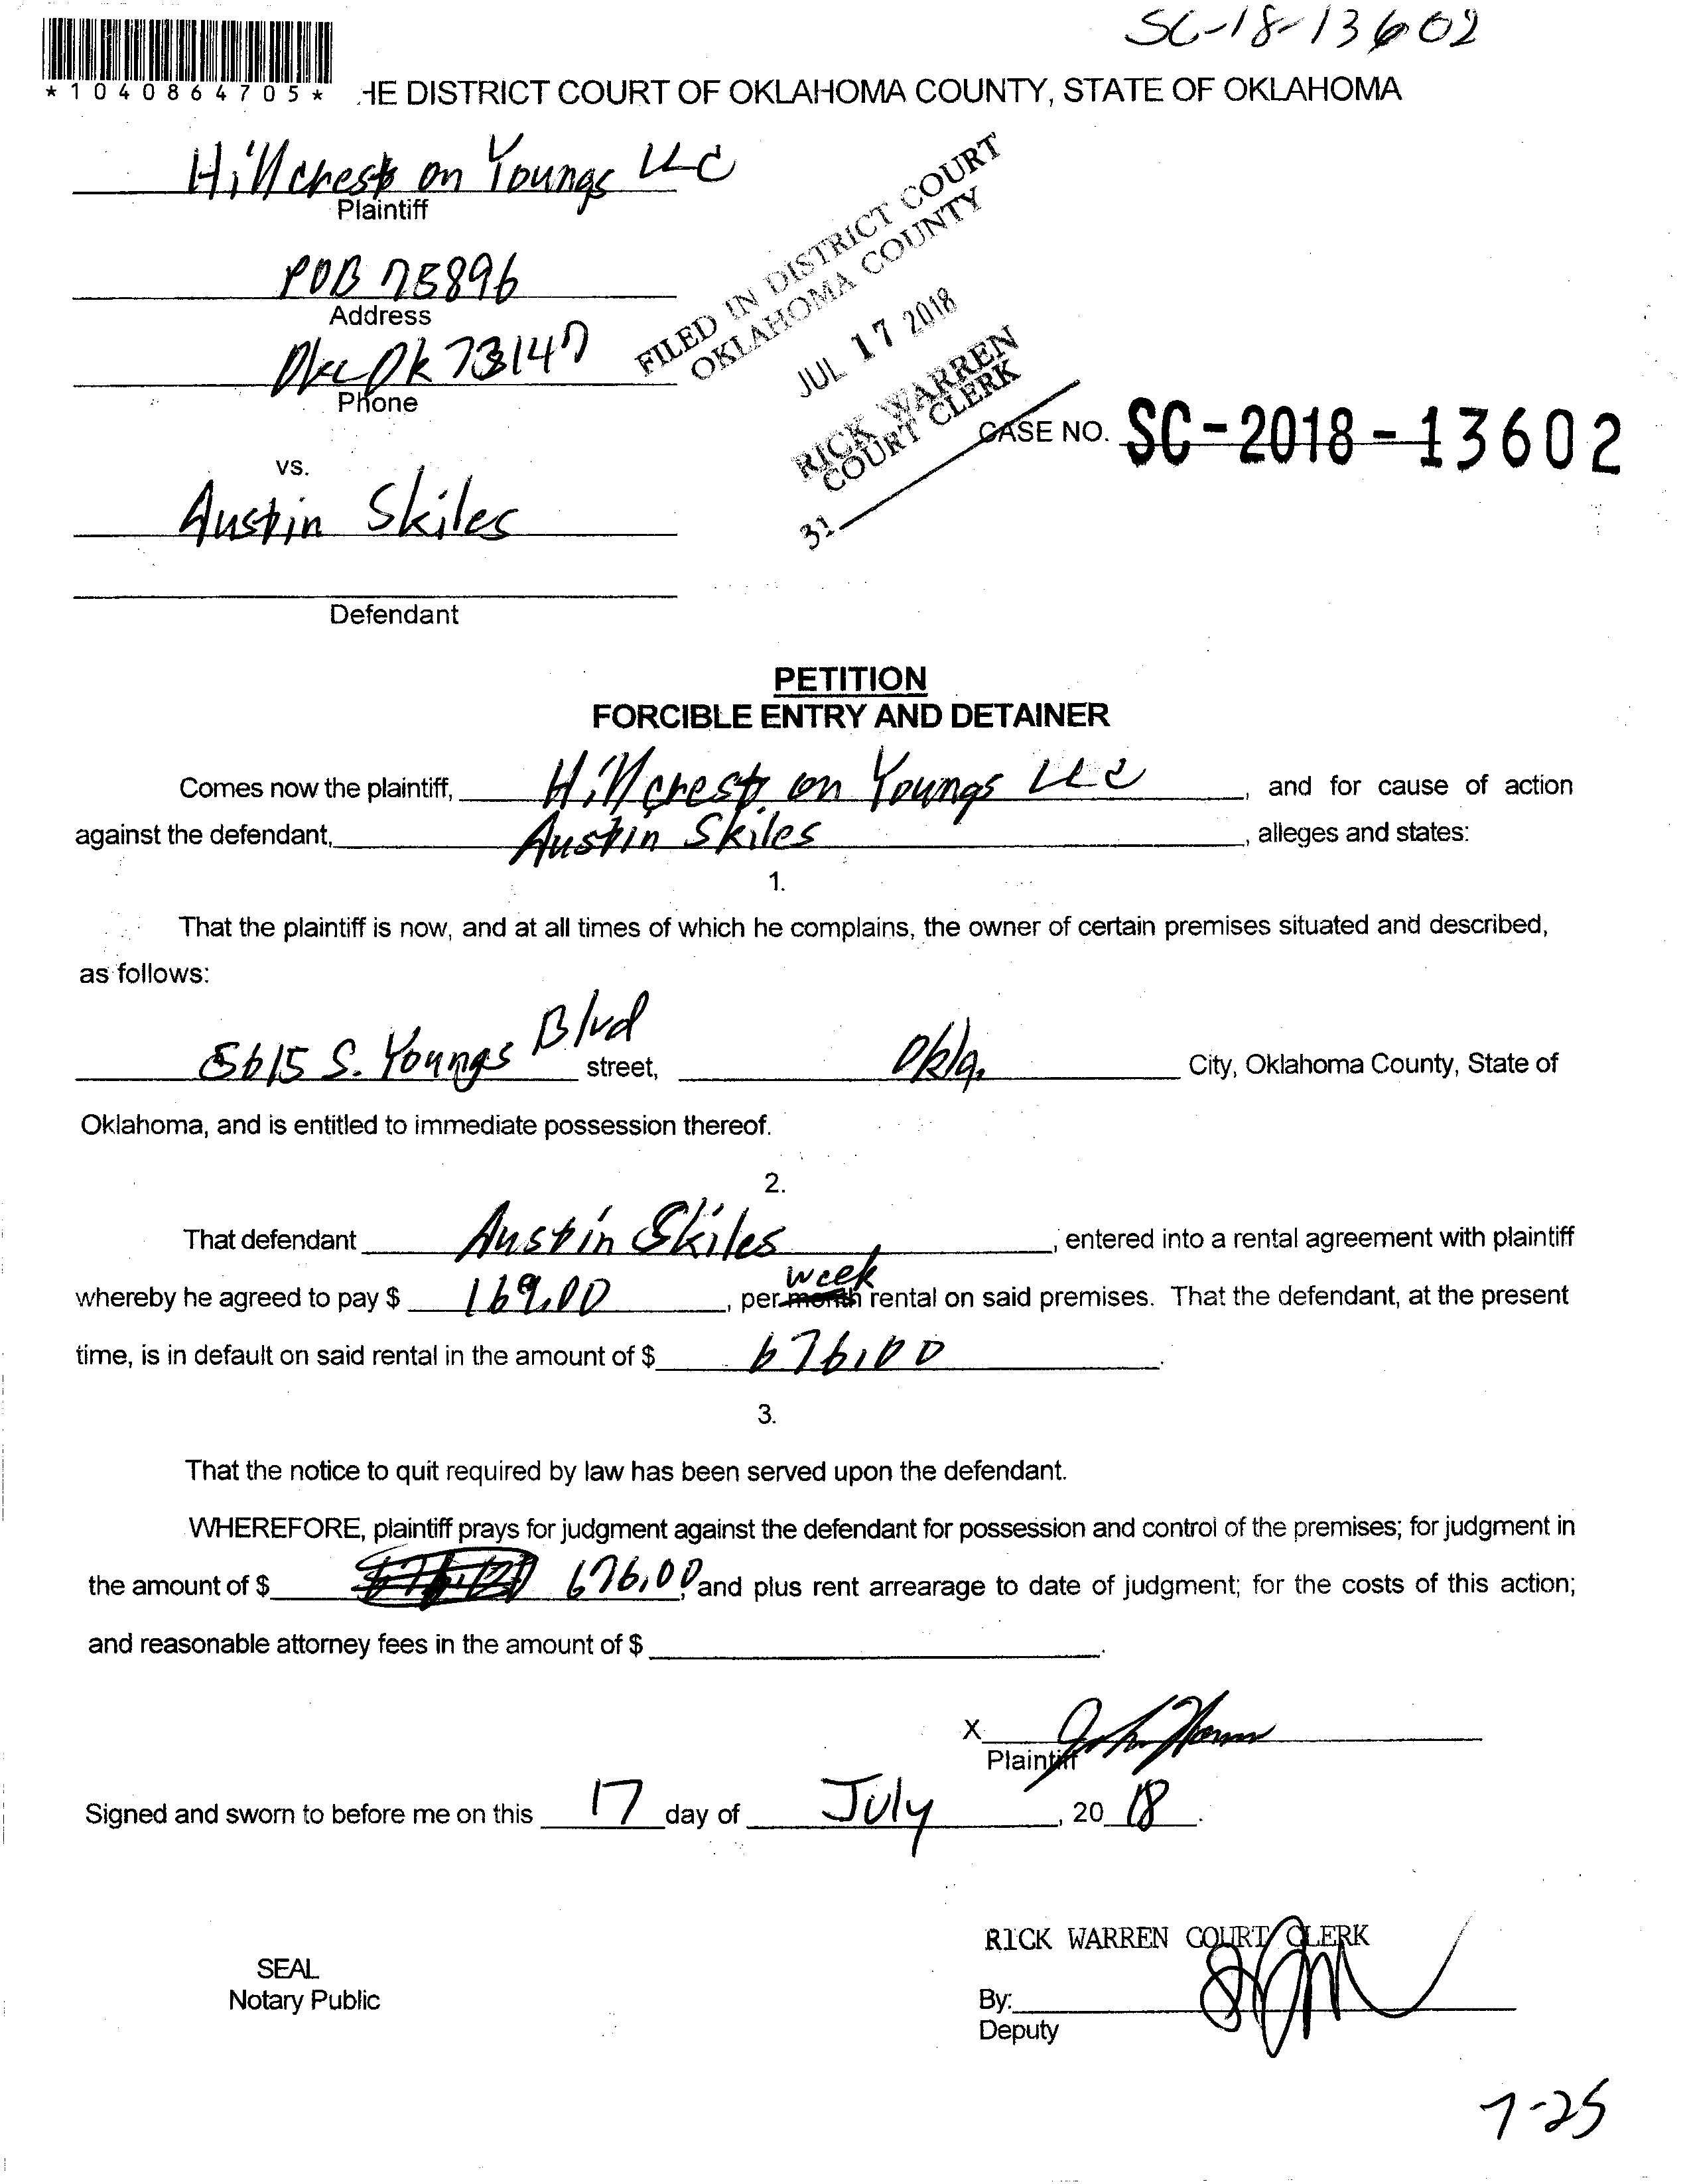 SC-18-13602
*1040864705*
HE DISTRICT COURT OF OKLAHOMA COUNTY, STATE OF OKLAHOMA
Hillcrest on Youngs LLC
Plaintiff
POB 75896
Address
Okc Ok 73147
Phone
FILED IN DISTRICT COURT
OKLAHOMA COUNTY
JUL 17 2018
RICK WARREN
COURT CLERK
31
CASE NO. SC-2018-13602
vs.
Austin Skiles
Defendant
PETITION
FORCIBLE ENTRY AND DETAINER
Comes now the plaintiff, Hillcrest on Youngs LLC, and for cause of action
against the defendant, Austin Skiles, alleges and states:
1.
That the plaintiff is now, and at all times of which he complains, the owner of certain premises situated and described,
as follows:
5615 S. Youngs Blvd street, Okla. City, Oklahoma County, State of
Oklahoma, and is entitled to immediate possession thereof.
2.
That defendant Austin Skiles, entered into a rental agreement with plaintiff
whereby he agreed to pay $ 169.00, per month week rental on said premises. That the defendant, at the present
time, is in default on said rental in the amount of $ 676.00.
3.
That the notice to quit required by law has been served upon the defendant.
WHEREFORE, plaintiff prays for judgment against the defendant for possession and control of the premises; for judgment in
the amount of $ 676.00, and plus rent arrearage to date of judgment; for the costs of this action;
and reasonable attorney fees in the amount of $.
X
Plaintiff
Signed and sworn to before me on this 17 day of July, 20 18.
RICK WARREN COURT CLERK
SEAL
Notary Public
By:
Deputy
7-25